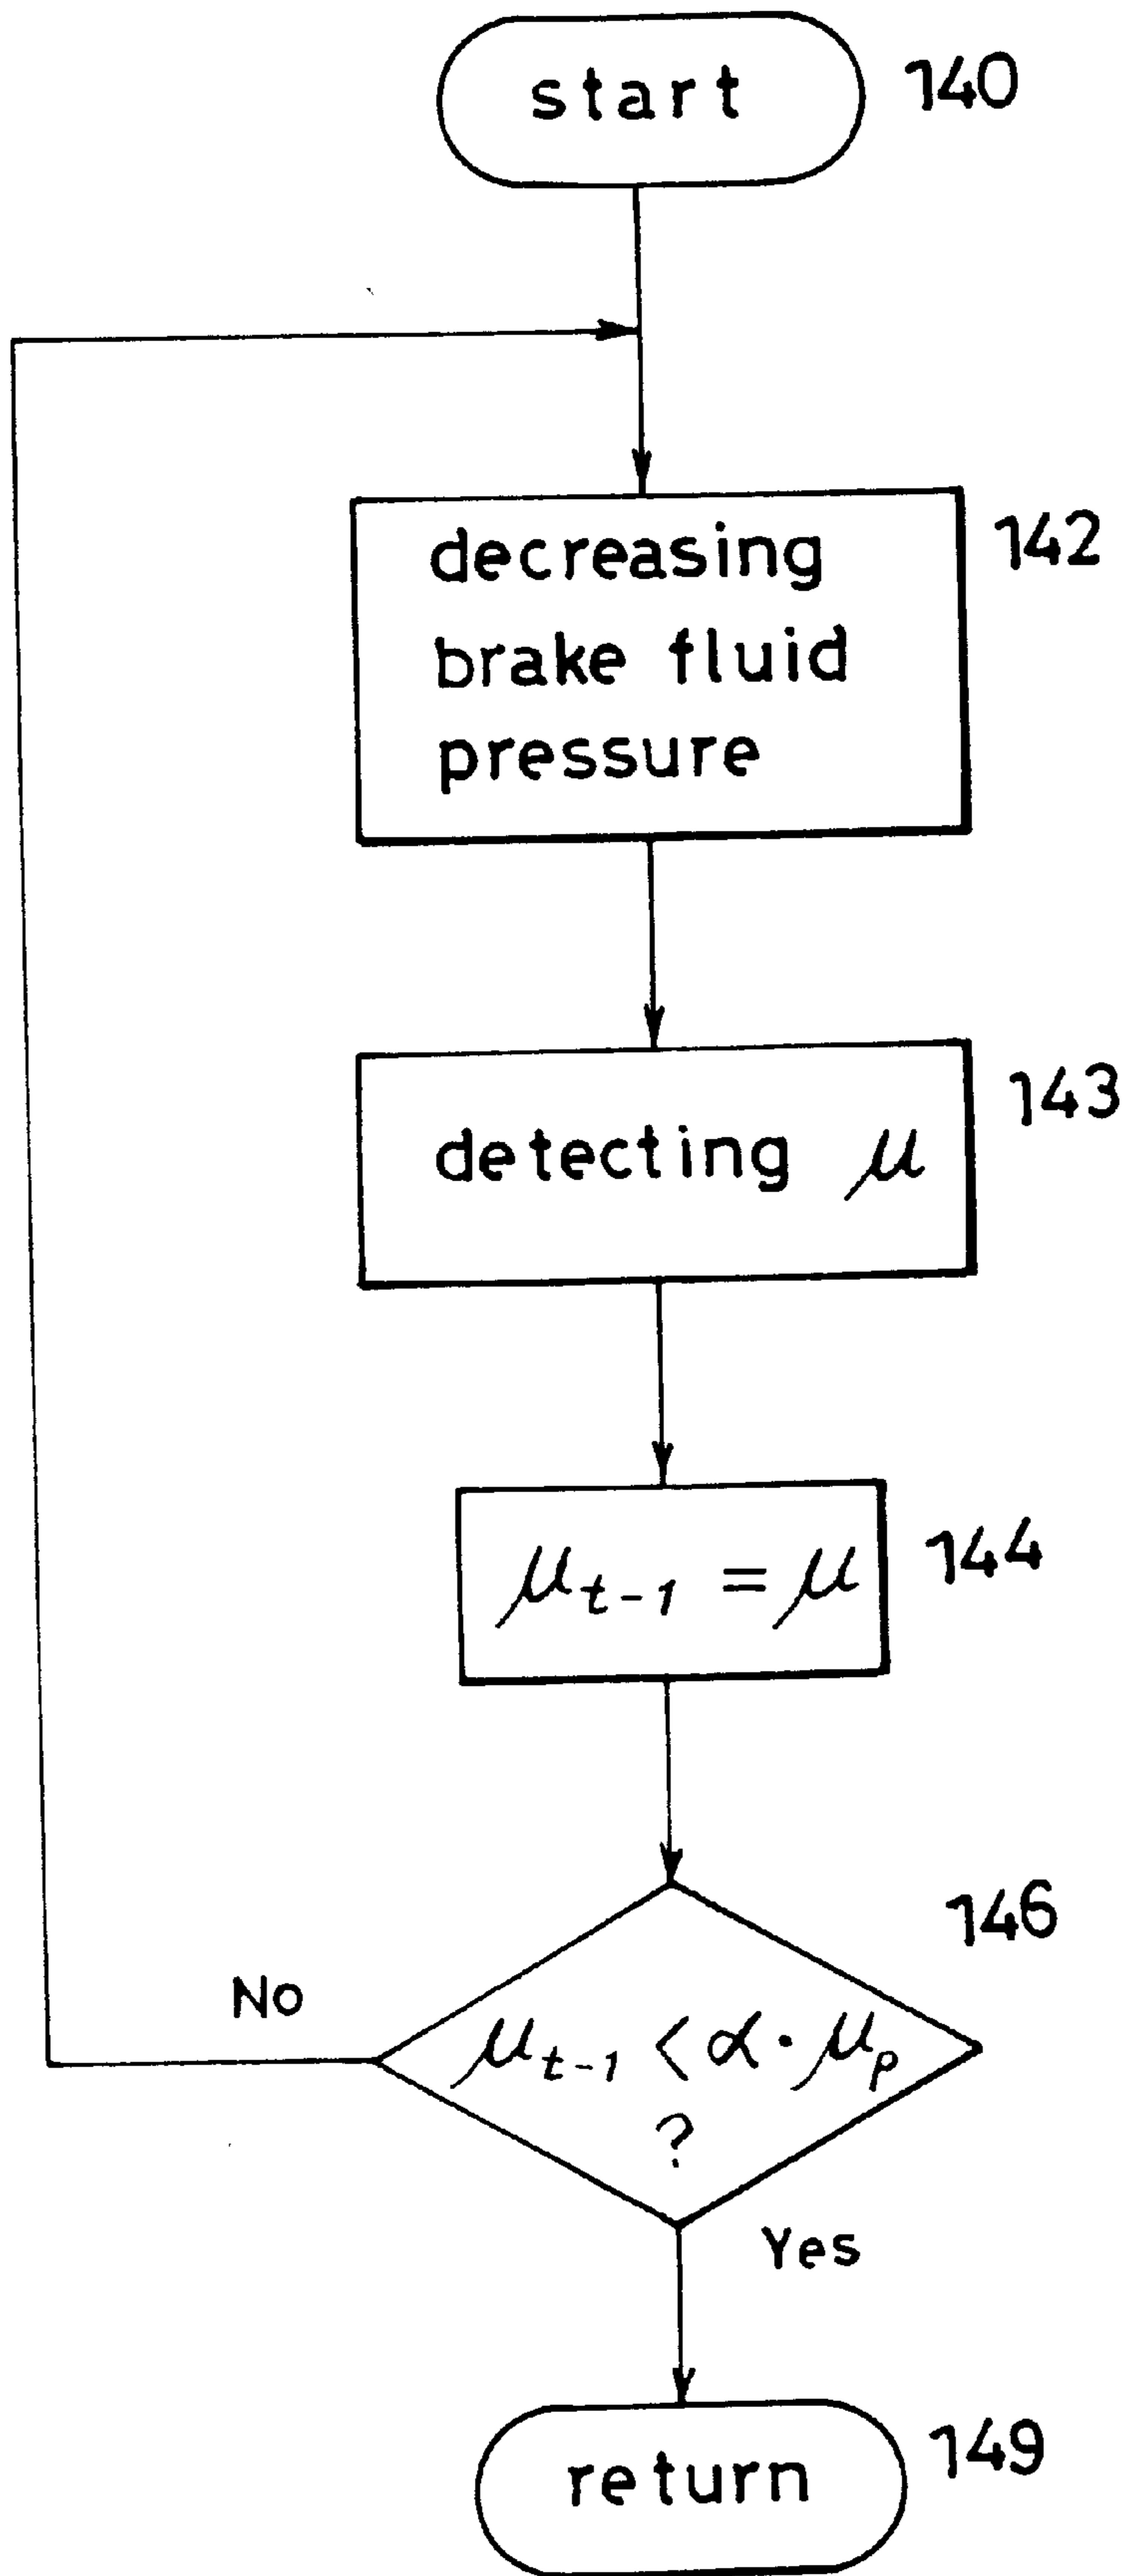 start
140
decreasing
brake fluid
pressure
142
detecting μ
143
μt-1 = μ
144
146
No
μt-1 < α · μp
?
Yes
return
149